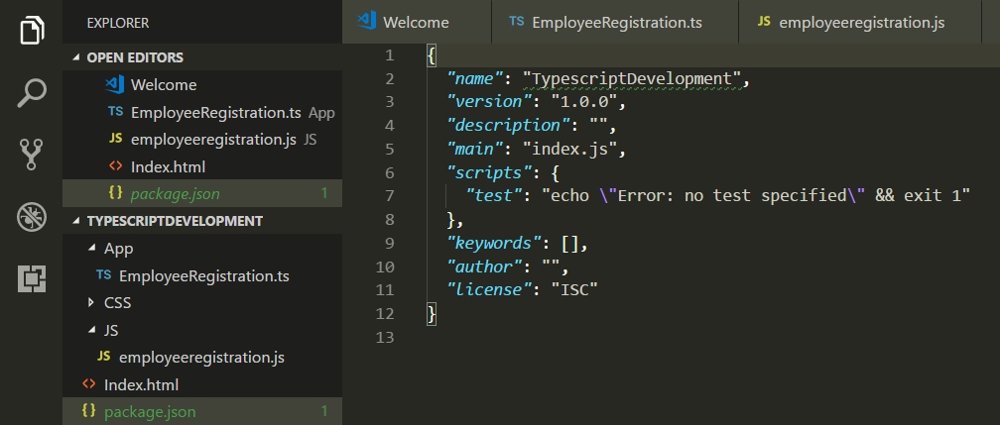 EXPLORER
OPEN EDITORS
Welcome
TS EmployeeRegistration.ts App
JS employeeregistration.js JS
<> Index.html
{} package.json 1
TYPESCRIPTDEVELOPMENT
App
TS EmployeeRegistration.ts
CSS
JS
JS employeeregistration.js
<> Index.html
{} package.json 1
Welcome TS EmployeeRegistration.ts JS employeeregistration.js
1 {
2 "name": "TypescriptDevelopment",
3 "version": "1.0.0",
4 "description": "",
5 "main": "index.js",
6 "scripts": {
7 "test": "echo \"Error: no test specified\" && exit 1"
8 },
9 "keywords": [],
10 "author": "",
11 "license": "ISC"
12 }
13